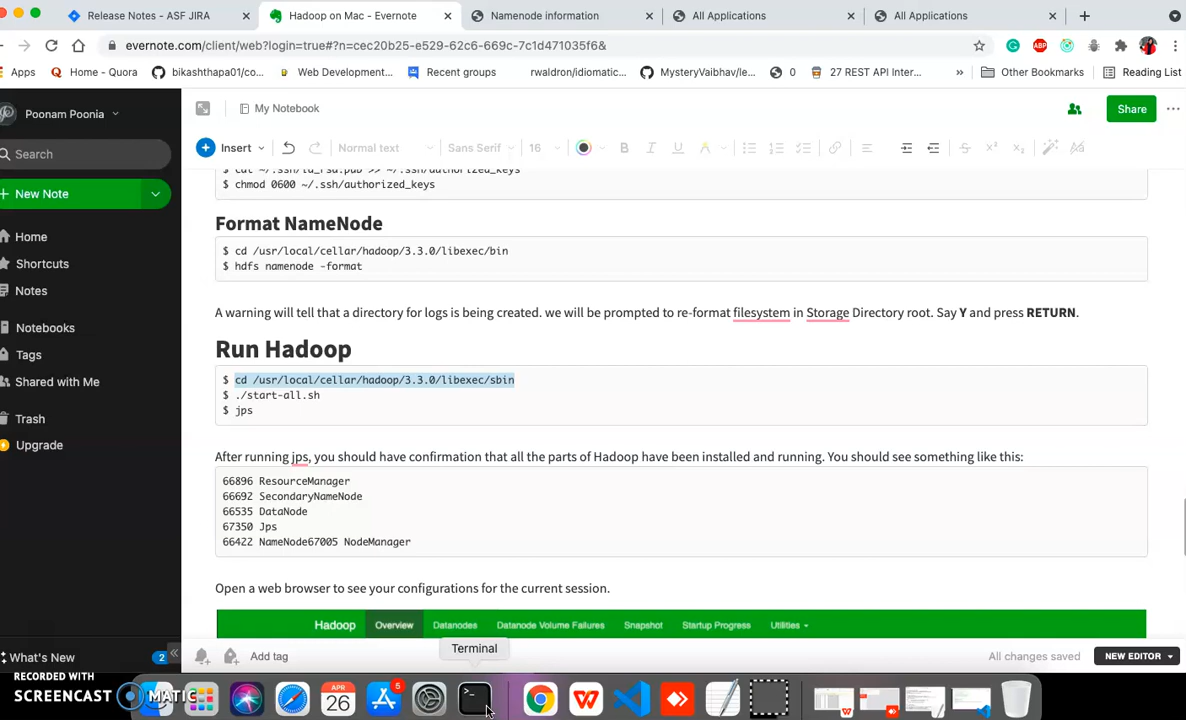 Release Notes - ASF JIRA
Hadoop on Mac - Evernote
Namenode information
All Applications
All Applications
evernote.com/client/web?login=true#?n=cec20b25-e529-62c6-669c-7c1d471035f6&
ABP
Apps
Home - Quora
bikashthapa01/co...
Web Development...
Recent groups
rwaldron/idiomatic...
MysteryVaibhav/le...
0
27 REST API Inter...
»
Other Bookmarks
Reading List
Poonam Poonia
My Notebook
Share
Search
Insert
Normal text
Sans Serif
16
New Note
Home
Shortcuts
Notes
Notebooks
Tags
Shared with Me
Trash
Upgrade
$ cat ~/.ssh/id_rsa.pub >> ~/.ssh/authorized_keys
$ chmod 0600 ~/.ssh/authorized_keys
Format NameNode
$ cd /usr/local/cellar/hadoop/3.3.0/libexec/bin
$ hdfs namenode -format
A warning will tell that a directory for logs is being created. we will be prompted to re-format filesystem in Storage Directory root. Say Y and press RETURN.
Run Hadoop
$ cd /usr/local/cellar/hadoop/3.3.0/libexec/sbin
$ ./start-all.sh
$ jps
After running jps, you should have confirmation that all the parts of Hadoop have been installed and running. You should see something like this:
66896 ResourceManager
66692 SecondaryNameNode
66535 DataNode
67350 Jps
66422 NameNode67005 NodeManager
Open a web browser to see your configurations for the current session.
Hadoop Overview Datanodes Datanode Volume Failures Snapshot Startup Progress Utilities
Terminal
What's New
2
Add tag
All changes saved
NEW EDITOR
RECORDED WITH
SCREENCAST MATIC
APR
26
5